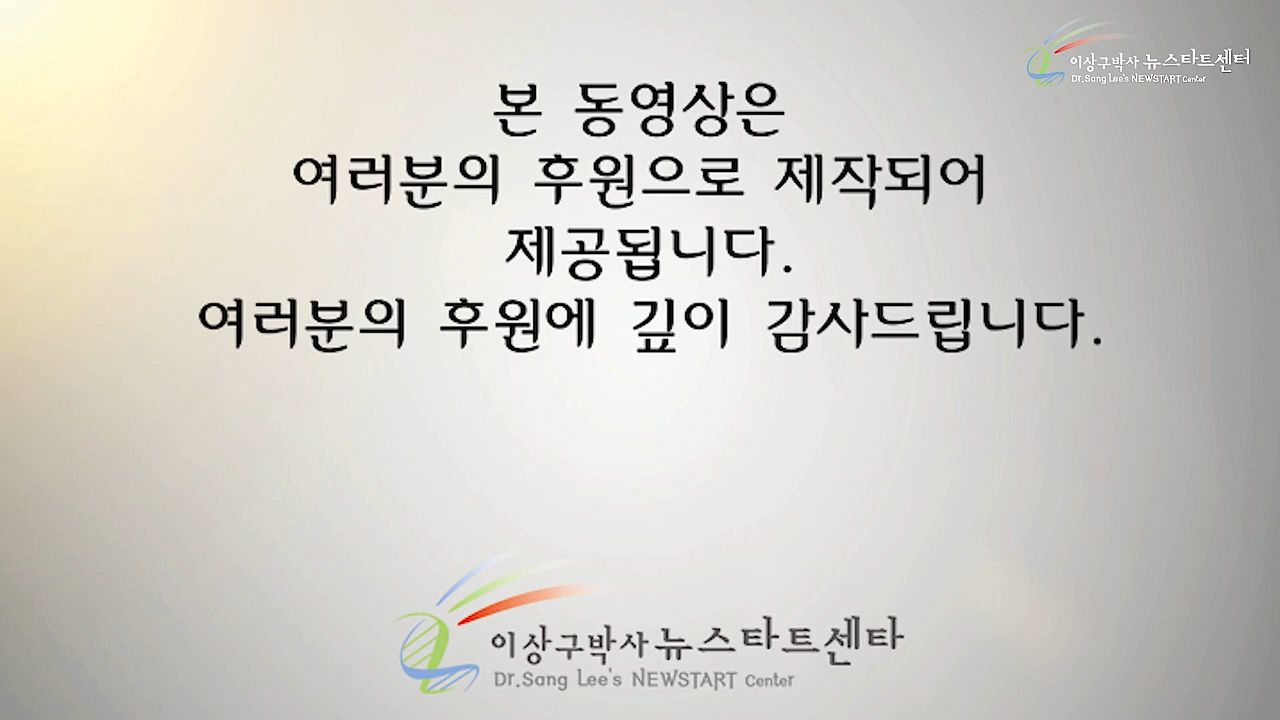 이상구박사 뉴스타트센터
Dr.Sang Lee's NEWSTART Center
본 동영상은
여러분의 후원으로 제작되어
제공됩니다.
여러분의 후원에 깊이 감사드립니다.
이상구박사 뉴스타트센타
Dr.Sang Lee's NEWSTART Center